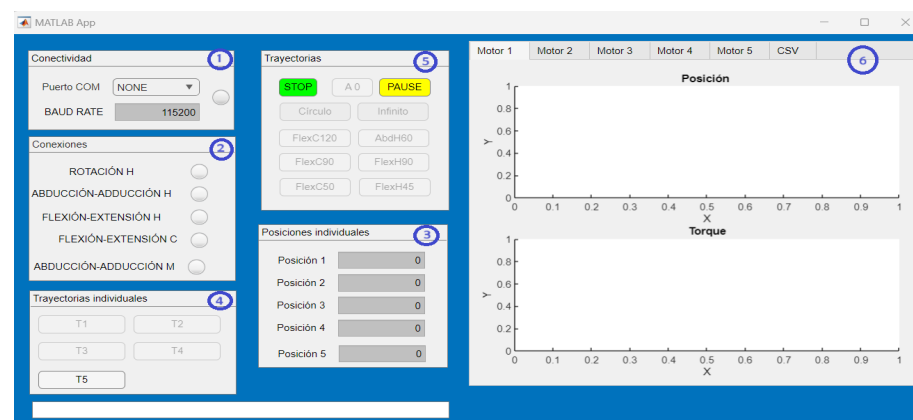 MATLAB App
Conectividad 1
Puerto COM NONE
BAUD RATE 115200
Conexiones 2
ROTACIÓN H
ABDUCCIÓN-ADDUCCIÓN H
FLEXIÓN-EXTENSIÓN H
FLEXIÓN-EXTENSIÓN C
ABDUCCIÓN-ADDUCCIÓN M
Trayectorias individuales 4
T1 T2
T3 T4
T5
Trayectorias 5
STOP A 0 PAUSE
Círculo Infinito
FlexC120 AbdH60
FlexC90 FlexH90
FlexC50 FlexH45
Posiciones individuales 3
Posición 1 0
Posición 2 0
Posición 3 0
Posición 4 0
Posición 5 0
Motor 1 Motor 2 Motor 3 Motor 4 Motor 5 CSV 6
Posición
1
0.8
0.6
Y
0.4
0.2
0
0 0.1 0.2 0.3 0.4 0.5 0.6 0.7 0.8 0.9 1
X
Torque
1
0.8
0.6
Y
0.4
0.2
0
0 0.1 0.2 0.3 0.4 0.5 0.6 0.7 0.8 0.9 1
X